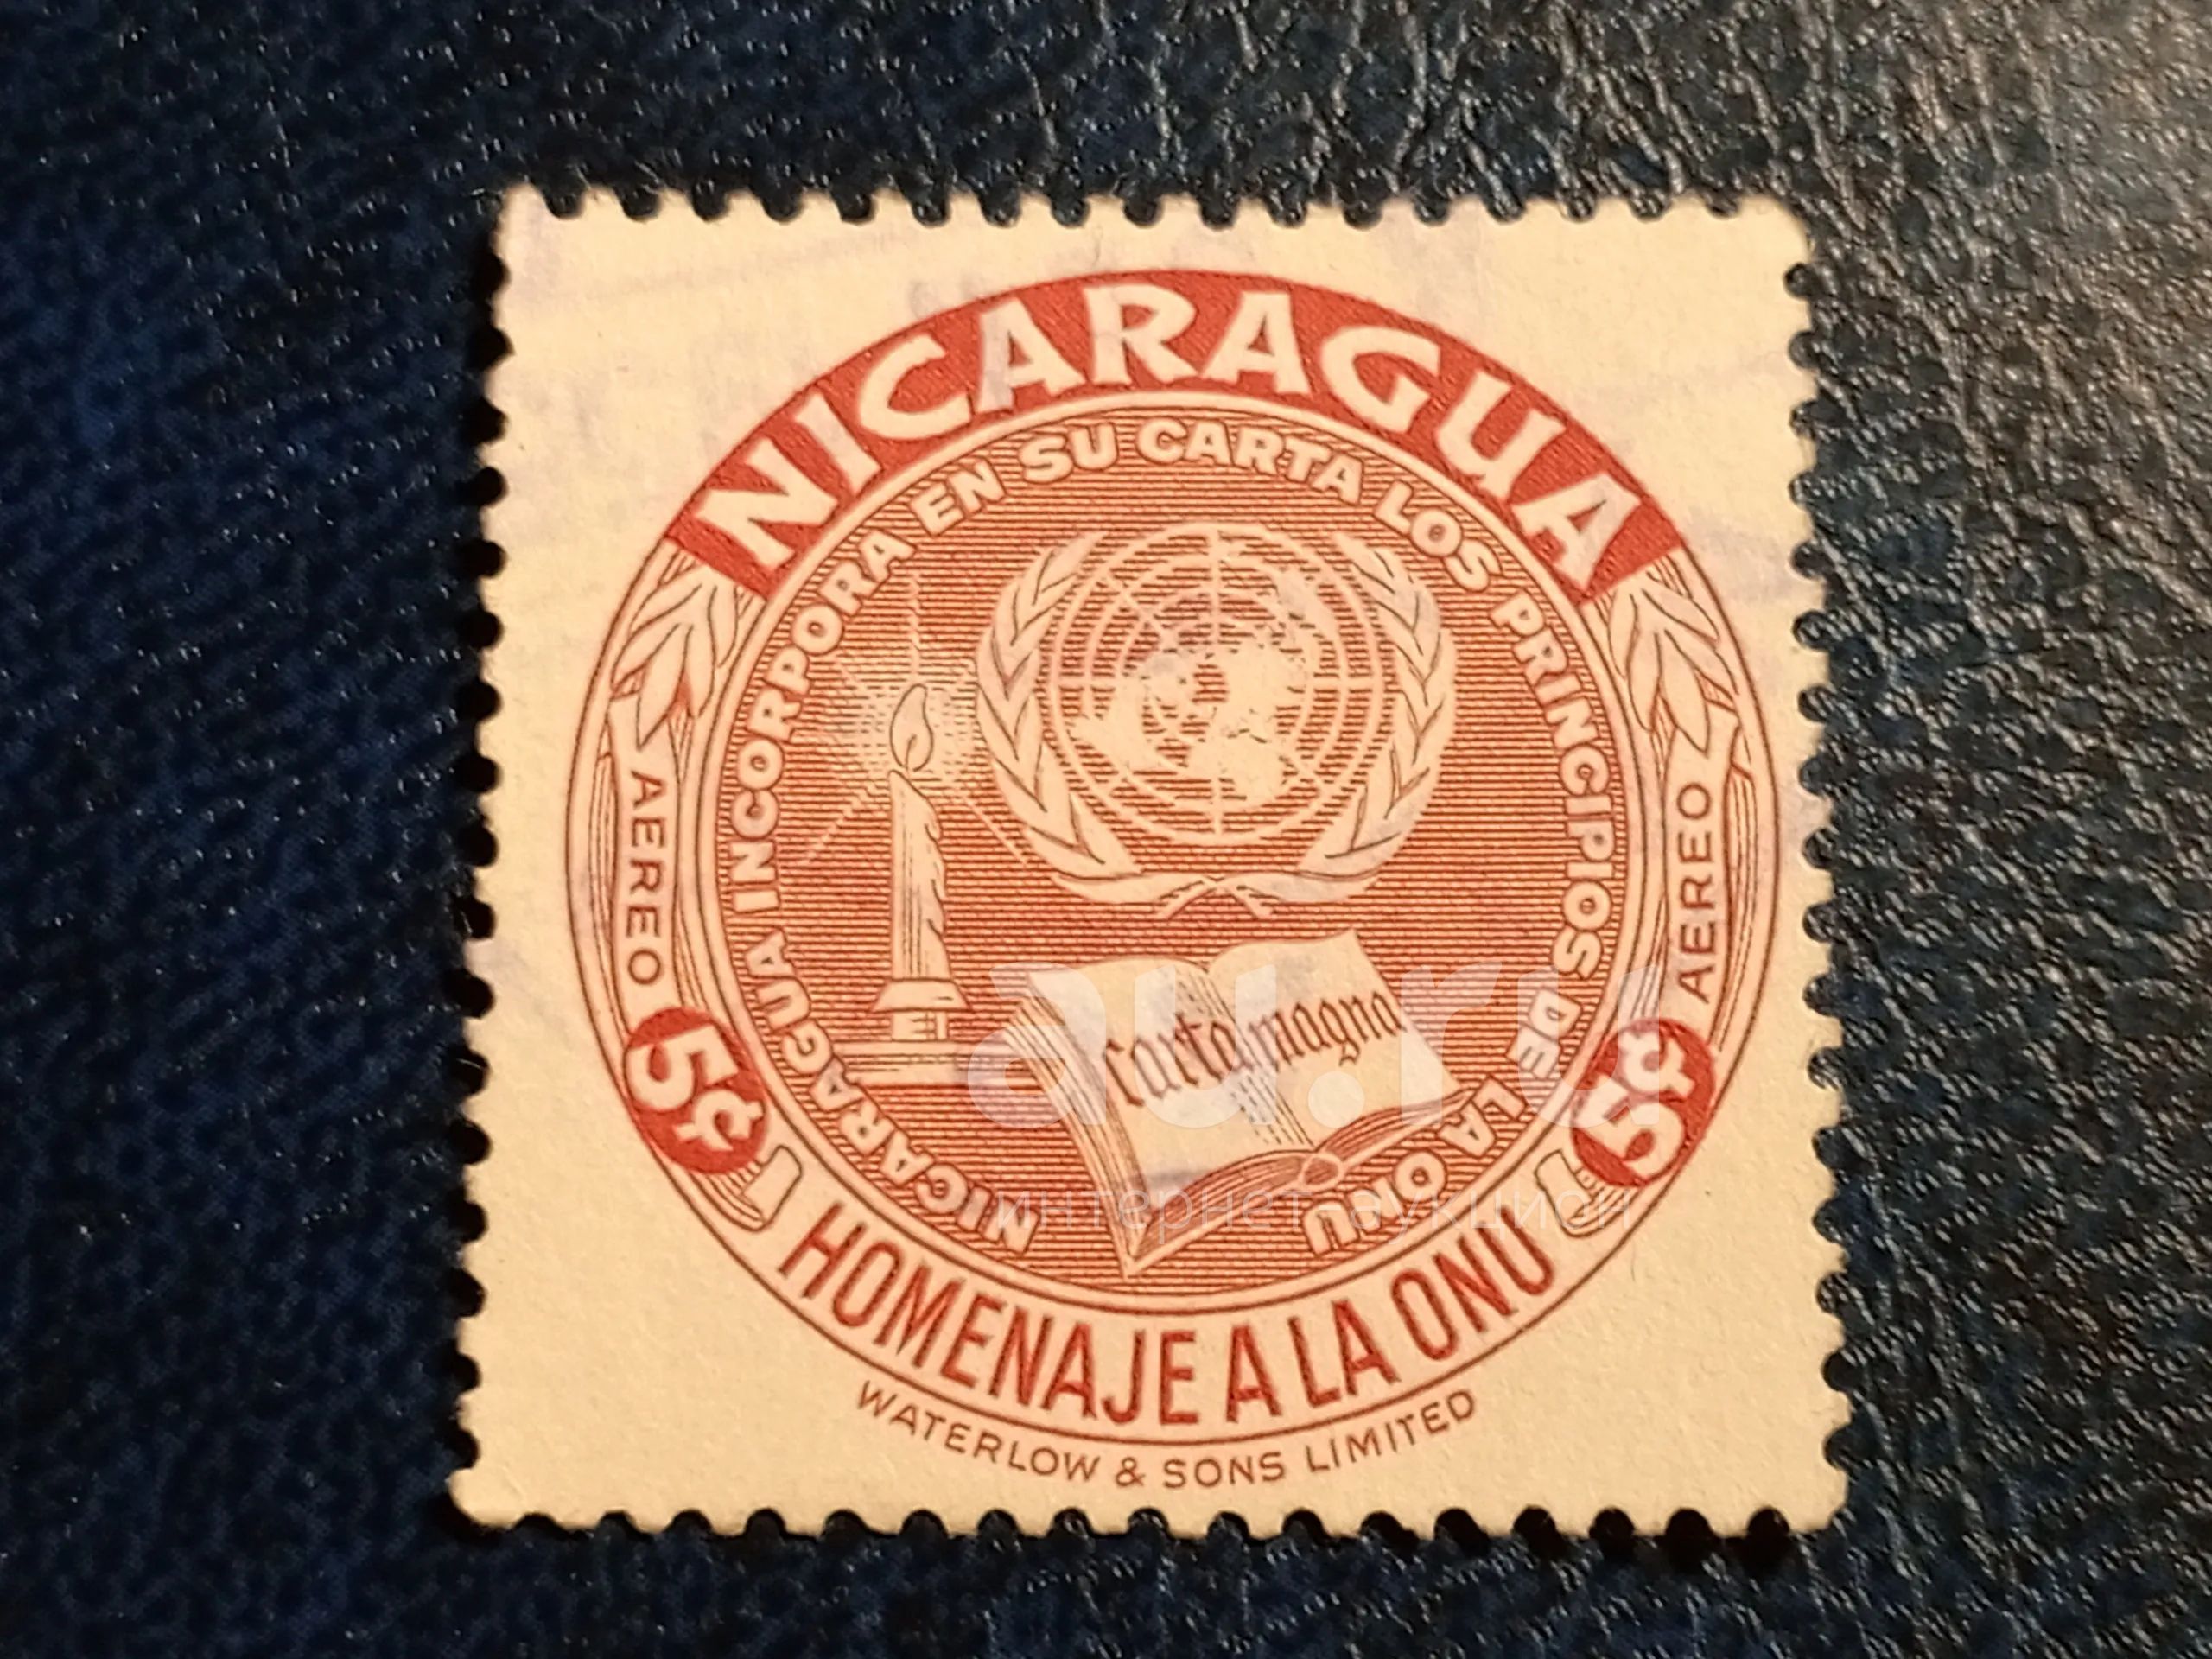 NICARAGUA
NICARAGUA INCORPORA EN SU CARTA LOS PRINCIPIOS DE LA ONU
AEREO
AEREO
carta magna
5¢
5¢
HOMENAJE A LA ONU
WATERLOW & SONS LIMITED
au.ru
интернет-аукцион